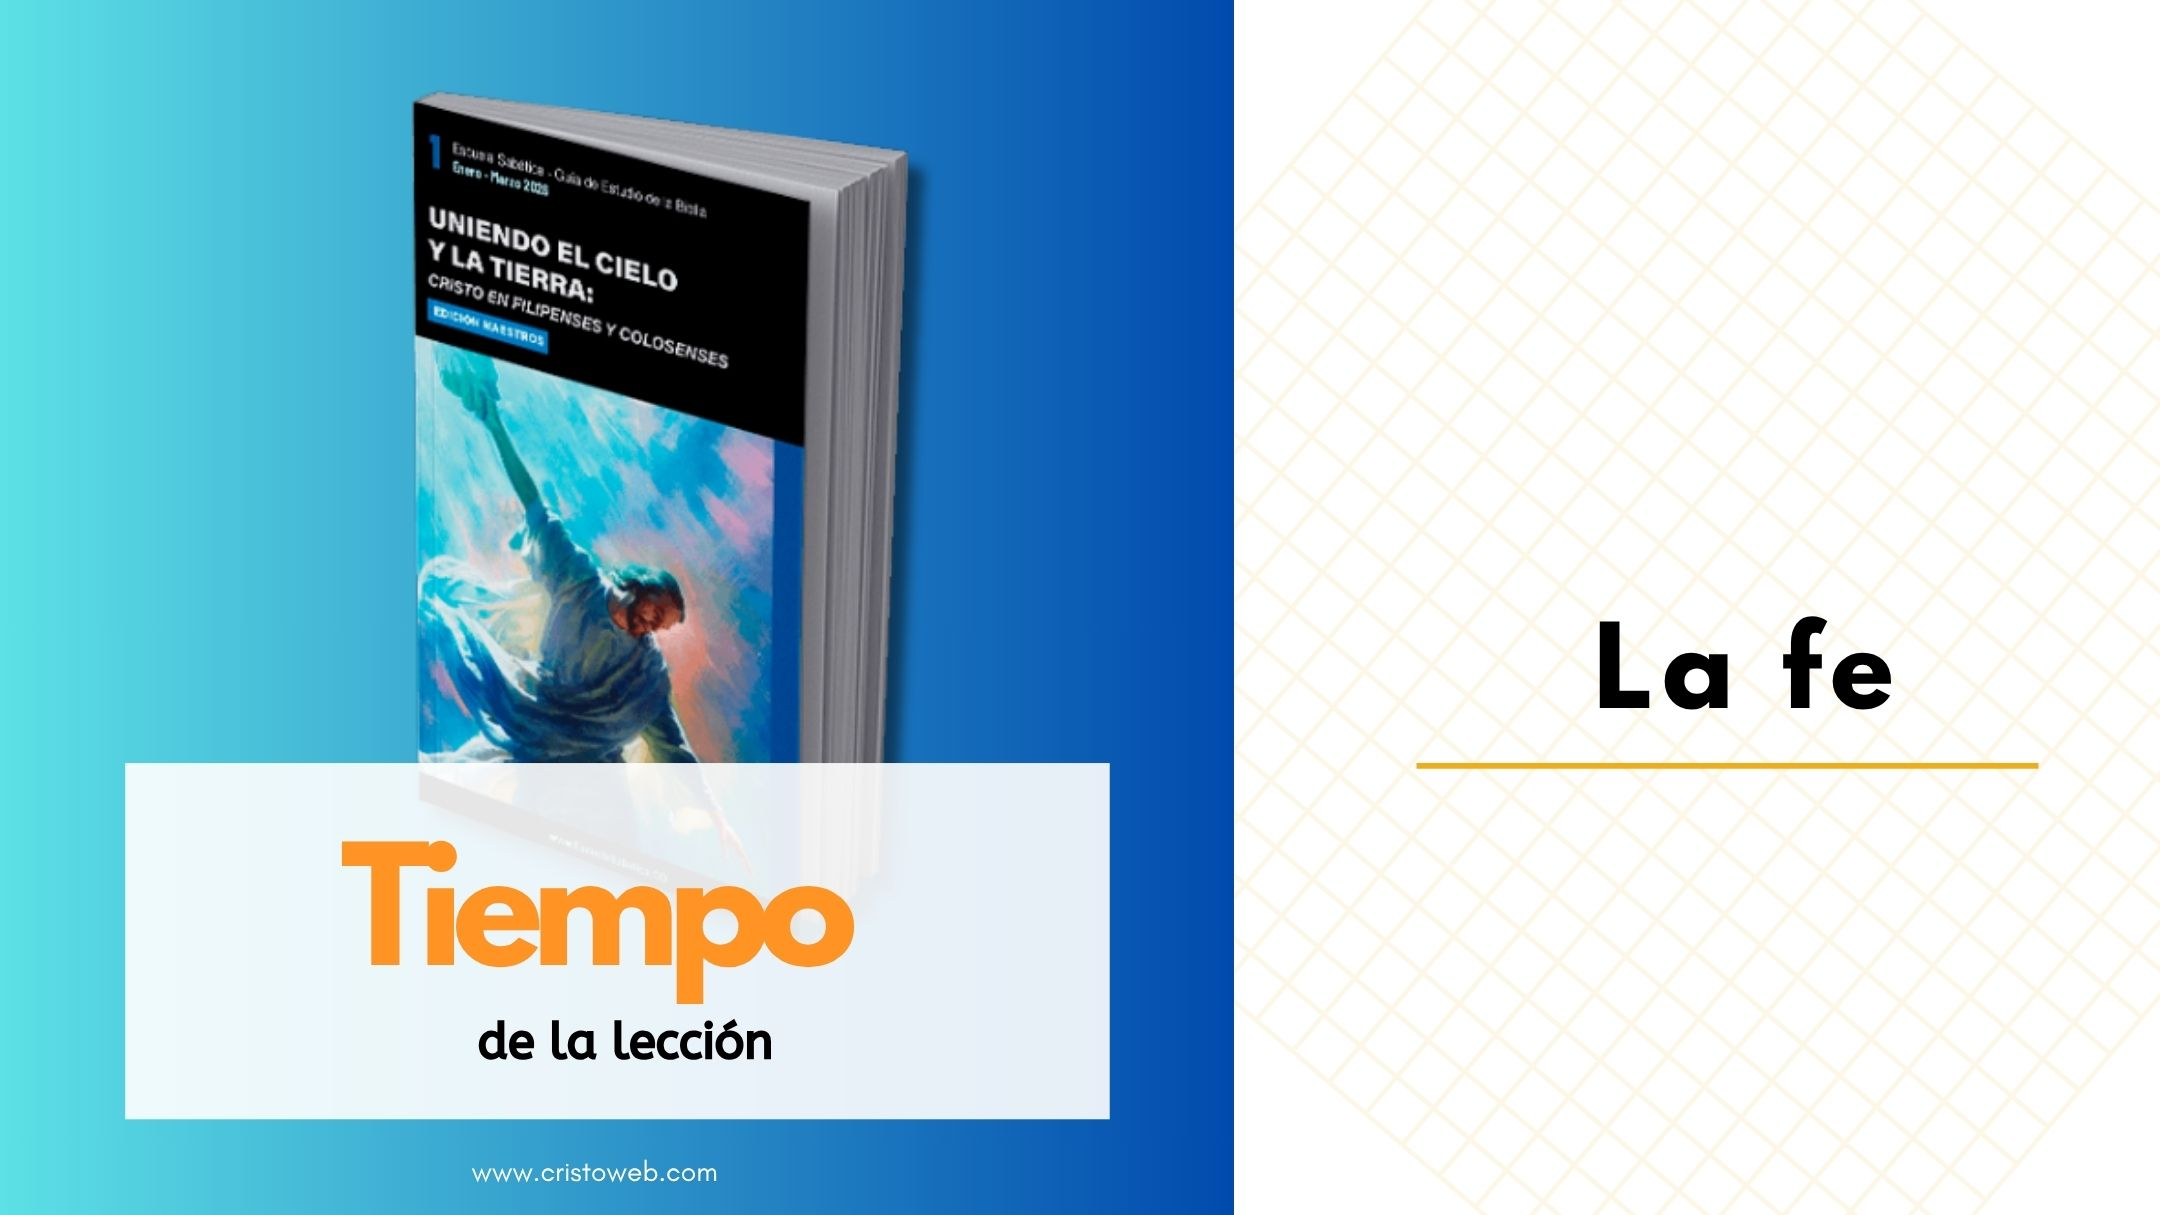 1
Escuela Sabática - Guía de Estudio de la Biblia
Enero - Marzo 2026
UNIENDO EL CIELO
Y LA TIERRA:
CRISTO EN FILIPENSES Y COLOSENSES
EDICIÓN MAESTROS
Tiempo
de la lección
www.cristoweb.com
La fe